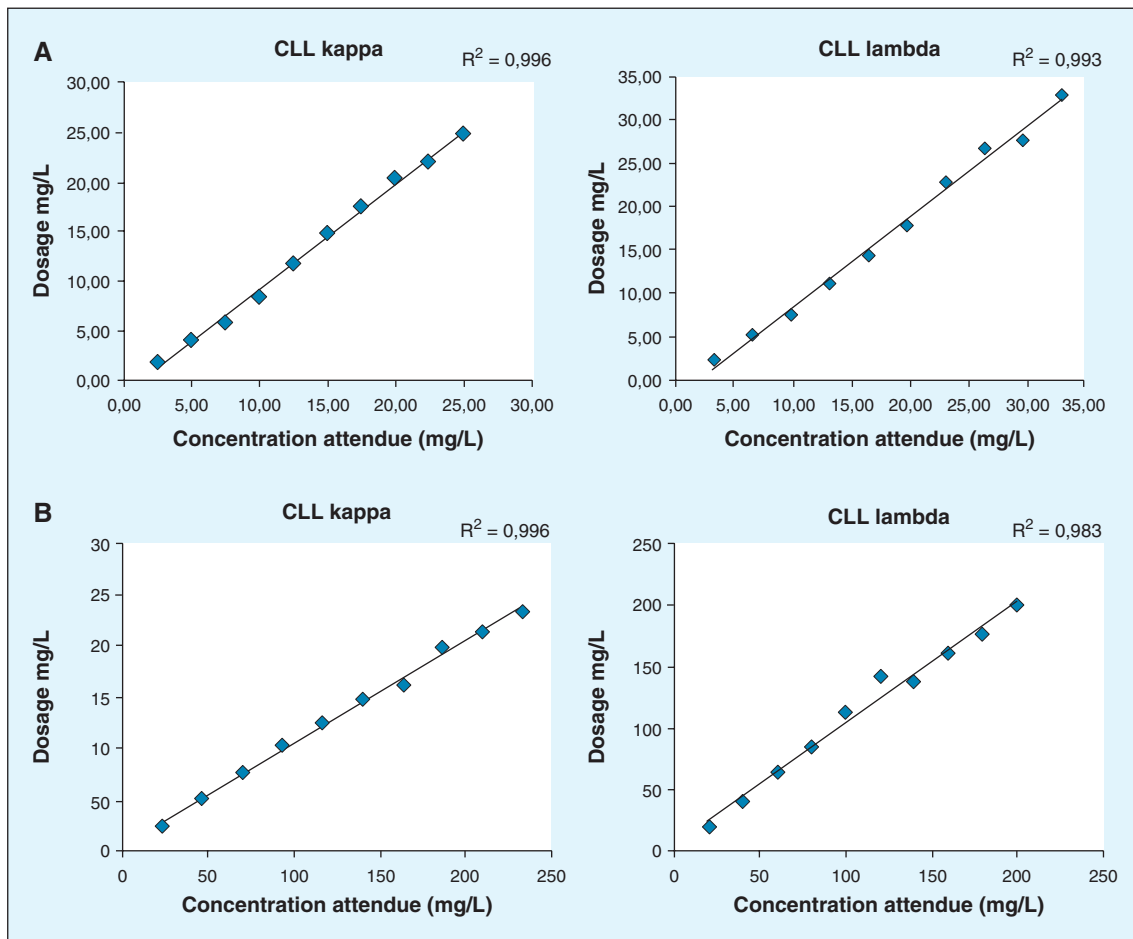 A
CLL kappa
R² = 0,996
30,00
25,00
20,00
15,00
10,00
5,00
0,00
Dosage mg/L
0,00 5,00 10,00 15,00 20,00 25,00 30,00
Concentration attendue (mg/L)
CLL lambda
R² = 0,993
35,00
30,00
25,00
20,00
15,00
10,00
5,00
0,00
Dosage mg/L
0,00 5,00 10,00 15,00 20,00 25,00 30,00 35,00
Concentration attendue (mg/L)
B
CLL kappa
R² = 0,996
30
25
20
15
10
50
0
Dosage mg/L
0 50 100 150 200 250
Concentration attendue (mg/L)
CLL lambda
R² = 0,983
250
200
150
100
50
0
Dosage mg/L
0 50 100 150 200 250
Concentration attendue (mg/L)